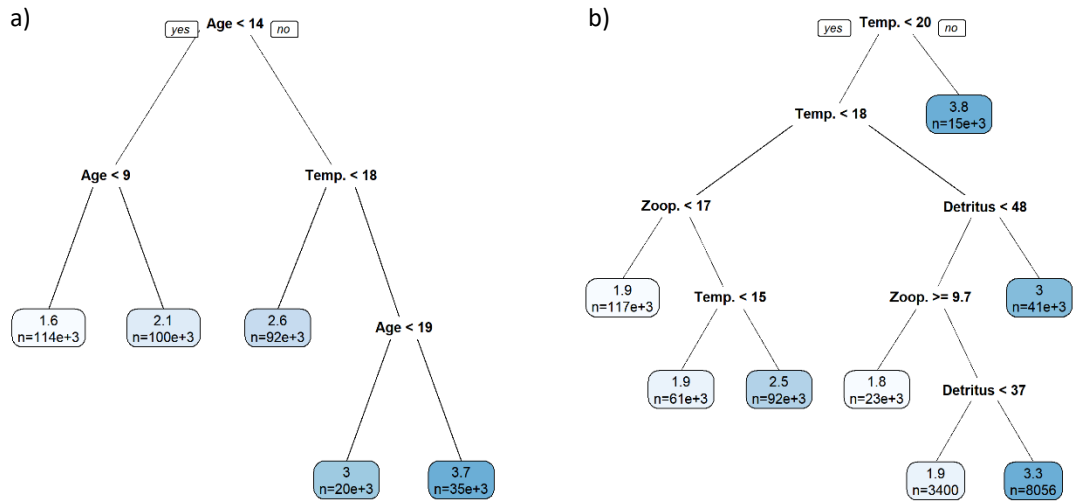 a)
Age < 14
yes
no
Age < 9
Temp. < 18
1.6
n=114e+3
2.1
n=100e+3
2.6
n=92e+3
Age < 19
3
n=20e+3
3.7
n=35e+3
b)
Temp. < 20
yes
no
Temp. < 18
3.8
n=15e+3
Zoop. < 17
Detritus < 48
1.9
n=117e+3
Temp. < 15
Zoop. >= 9.7
3
n=41e+3
1.9
n=61e+3
2.5
n=92e+3
1.8
n=23e+3
Detritus < 37
1.9
n=3400
3.3
n=8056